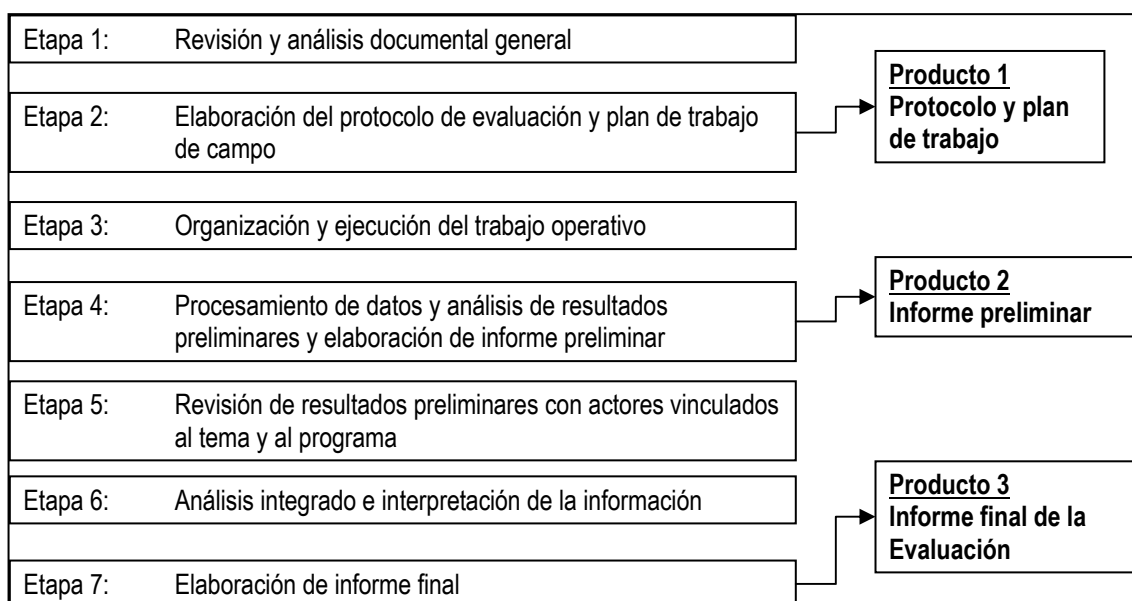 Etapa 1: Revisión y análisis documental general
Producto 1
Protocolo y plan
de trabajo
Etapa 2: Elaboración del protocolo de evaluación y plan de trabajo
de campo
Etapa 3: Organización y ejecución del trabajo operativo
Producto 2
Informe preliminar
Etapa 4: Procesamiento de datos y análisis de resultados
preliminares y elaboración de informe preliminar
Etapa 5: Revisión de resultados preliminares con actores vinculados
al tema y al programa
Etapa 6: Análisis integrado e interpretación de la información
Producto 3
Informe final de la
Evaluación
Etapa 7: Elaboración de informe final